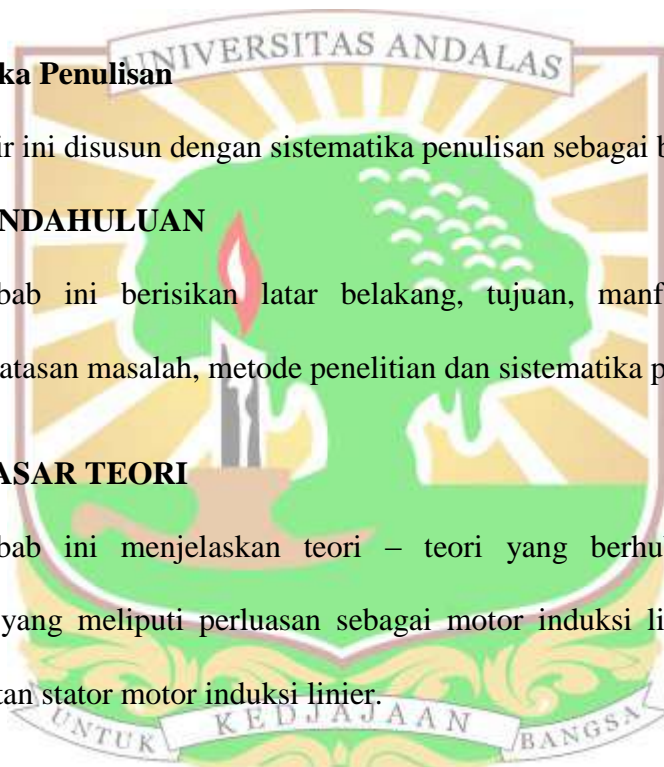 UNIVERSITAS ANDALAS
ka Penulisan
ir ini disusun dengan sistematika penulisan sebagai b
NDAHULUAN
bab ini berisikan latar belakang, tujuan, manf
atasan masalah, metode penelitian dan sistematika p
ASAR TEORI
bab ini menjelaskan teori – teori yang berhu
yang meliputi perluasan sebagai motor induksi li
tan stator motor induksi linier.
UNTUK KEDJAJAAN BANGSA